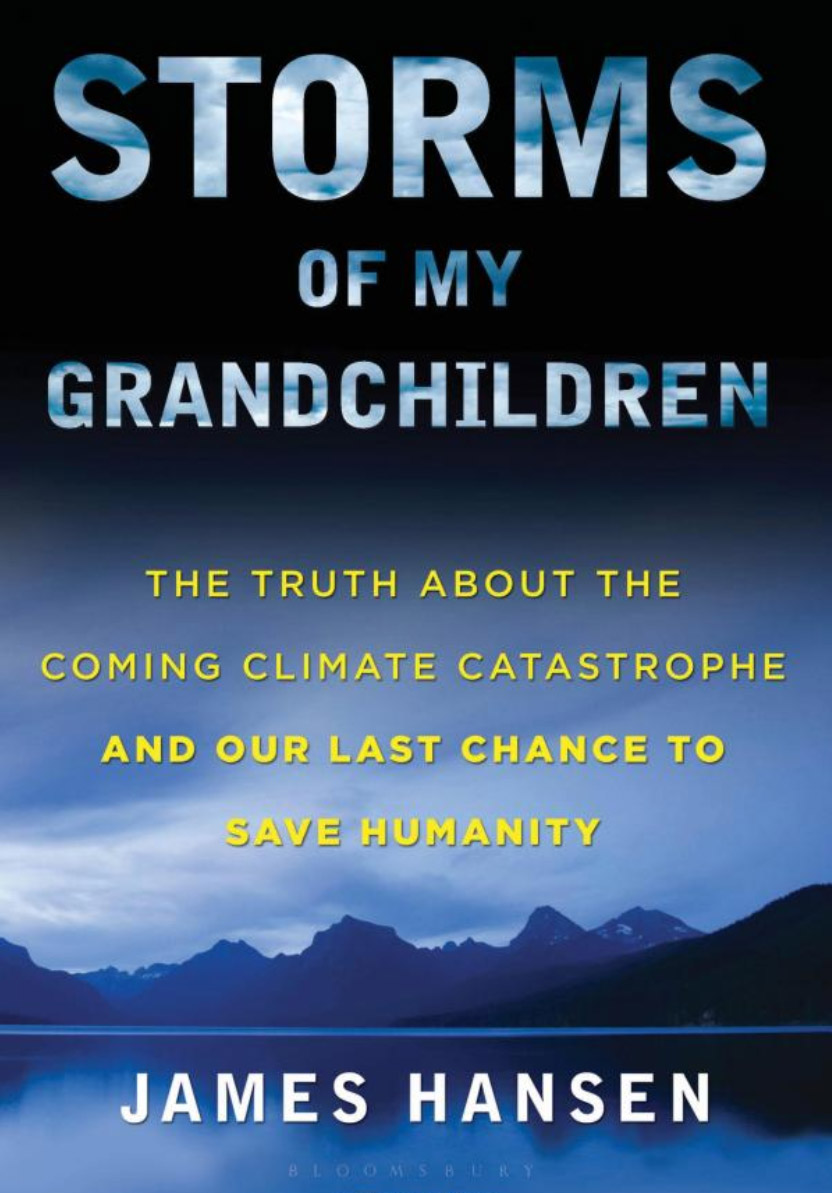 STORMS
OF MY
GRANDCHILDREN
THE TRUTH ABOUT THE
COMING CLIMATE CATASTROPHE
AND OUR LAST CHANCE TO
SAVE HUMANITY
JAMES HANSEN
BLOOMSBURY